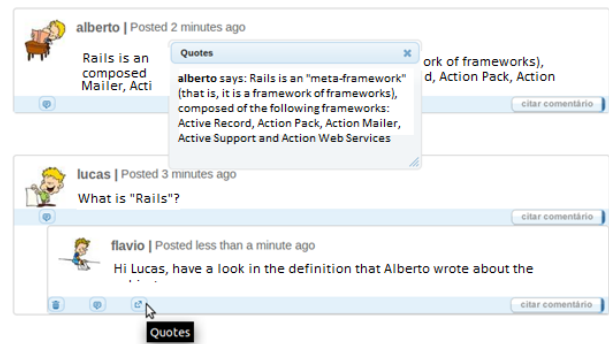 alberto | Posted 2 minutes ago
Rails is an
composed
Mailer, Acti
ork of frameworks),
d, Action Pack, Action
Quotes
alberto says: Rails is an "meta-framework"
(that is, it is a framework of frameworks),
composed of the following frameworks:
Active Record, Action Pack, Action Mailer,
Active Support and Action Web Services
citar comentário
lucas | Posted 3 minutes ago
What is "Rails"?
citar comentário
flavio | Posted less than a minute ago
Hi Lucas, have a look in the definition that Alberto wrote about the
citar comentário
Quotes